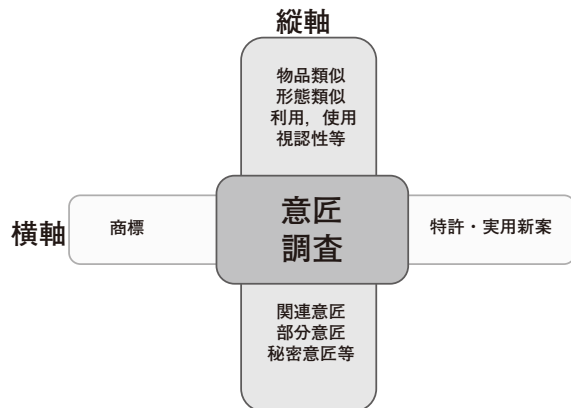 縦軸
物品類似
形態類似
利用，使用
視認性等
横軸
商標
意匠
調査
特許・実用新案
関連意匠
部分意匠
秘密意匠等